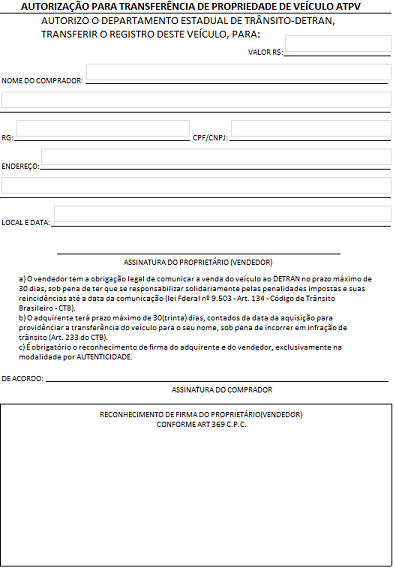 AUTORIZAÇÃO PARA TRANSFERÊNCIA DE PROPRIEDADE DE VEÍCULO ATPV
AUTORIZO O DEPARTAMENTO ESTADUAL DE TRÂNSITO-DETRAN,
TRANSFERIR O REGISTRO DESTE VEÍCULO, PARA:
VALOR R$:
NOME DO COMPRADOR:
RG: CPF/CNPJ:
ENDEREÇO:
LOCAL E DATA:
ASSINATURA DO PROPRIETÁRIO (VENDEDOR)
a) O vendedor tem a obrigação legal de comunicar a venda do veículo ao DETRAN no prazo máximo de
30 dias, sob pena de ter que se responsabilizar solidariamente pelas penalidades impostas e suas
reincidências até a data da comunicação (lei Fderal nº 9.503 - Art. 134 - Código de Trânsito
Brasileiro - CTB).
b) O adquirente terá prazo máximo de 30(trinta) dias, contados da data da aquisição para
providênciar a transferência do veículo para o seu nome, sob pena de incorrer em infração de
trânsito (Art. 233 do CTB).
c) É obrigatório o reconhecimento de firma do adquirente e do vendedor, exclusivamente na
modalidade por AUTENTICIDADE.
DE ACORDO:
ASSINATURA DO COMPRADOR
RECONHECIMENTO DE FIRMA DO PROPRIETÁRIO(VENDEDOR)
CONFORME ART 369 C.P.C.